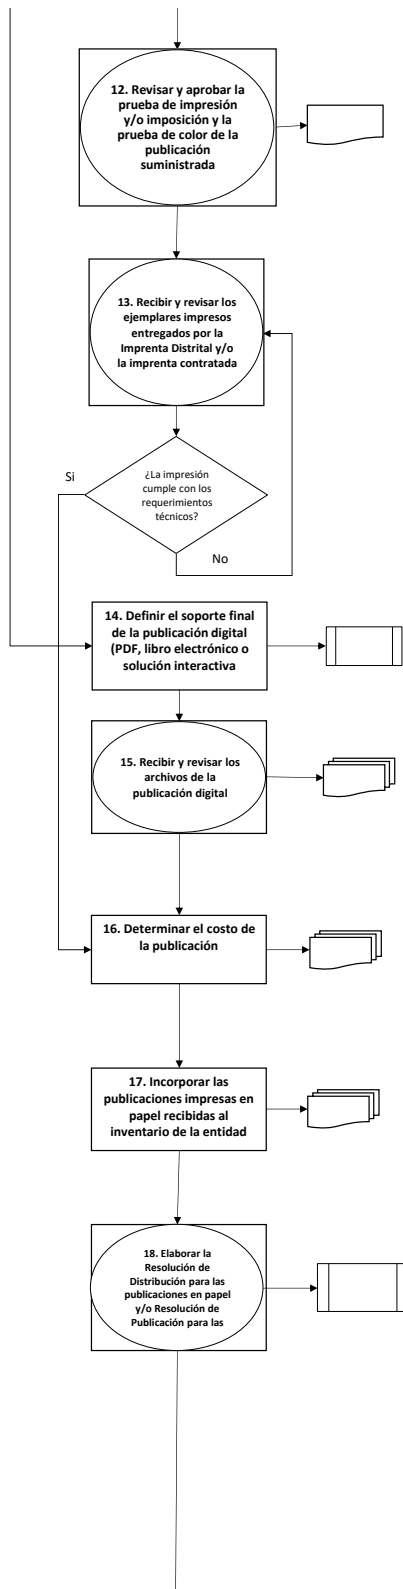 12. Revisar y aprobar la
prueba de impresión
y/o imposición y la
prueba de color de la
publicación
suministrada
13. Recibir y revisar los
ejemplares impresos
entregados por la
Imprenta Distrital y/o
la imprenta contratada
Si
¿La impresión
cumple con los
requerimientos
técnicos?
No
14. Definir el soporte final
de la publicación digital
(PDF, libro electrónico o
solución interactiva
15. Recibir y revisar los
archivos de la
publicación digital
16. Determinar el costo de
la publicación
17. Incorporar las
publicaciones impresas en
papel recibidas al
inventario de la entidad
18. Elaborar la
Resolución de
Distribución para las
publicaciones en papel
y/o Resolución de
Publicación para las